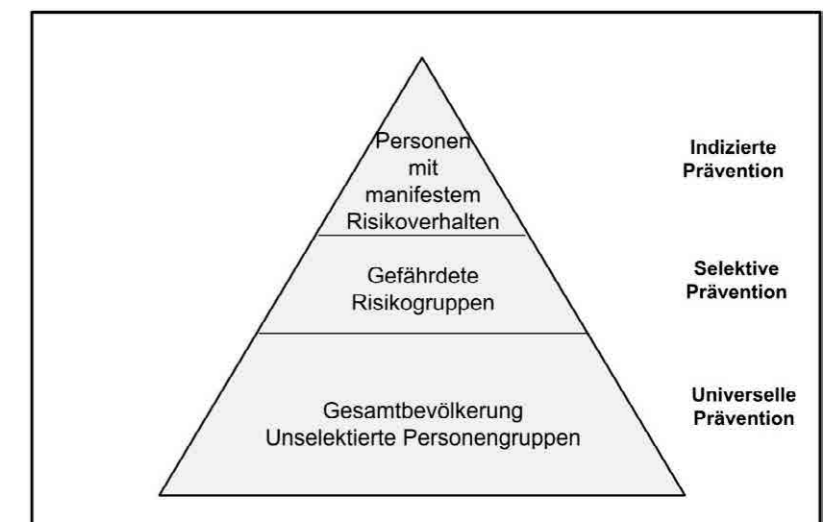 Personen
mit
manifestem
Risikoverhalten
Indizierte
Prävention
Gefährdete
Risikogruppen
Selektive
Prävention
Gesamtbevölkerung
Unselektierte Personengruppen
Universelle
Prävention